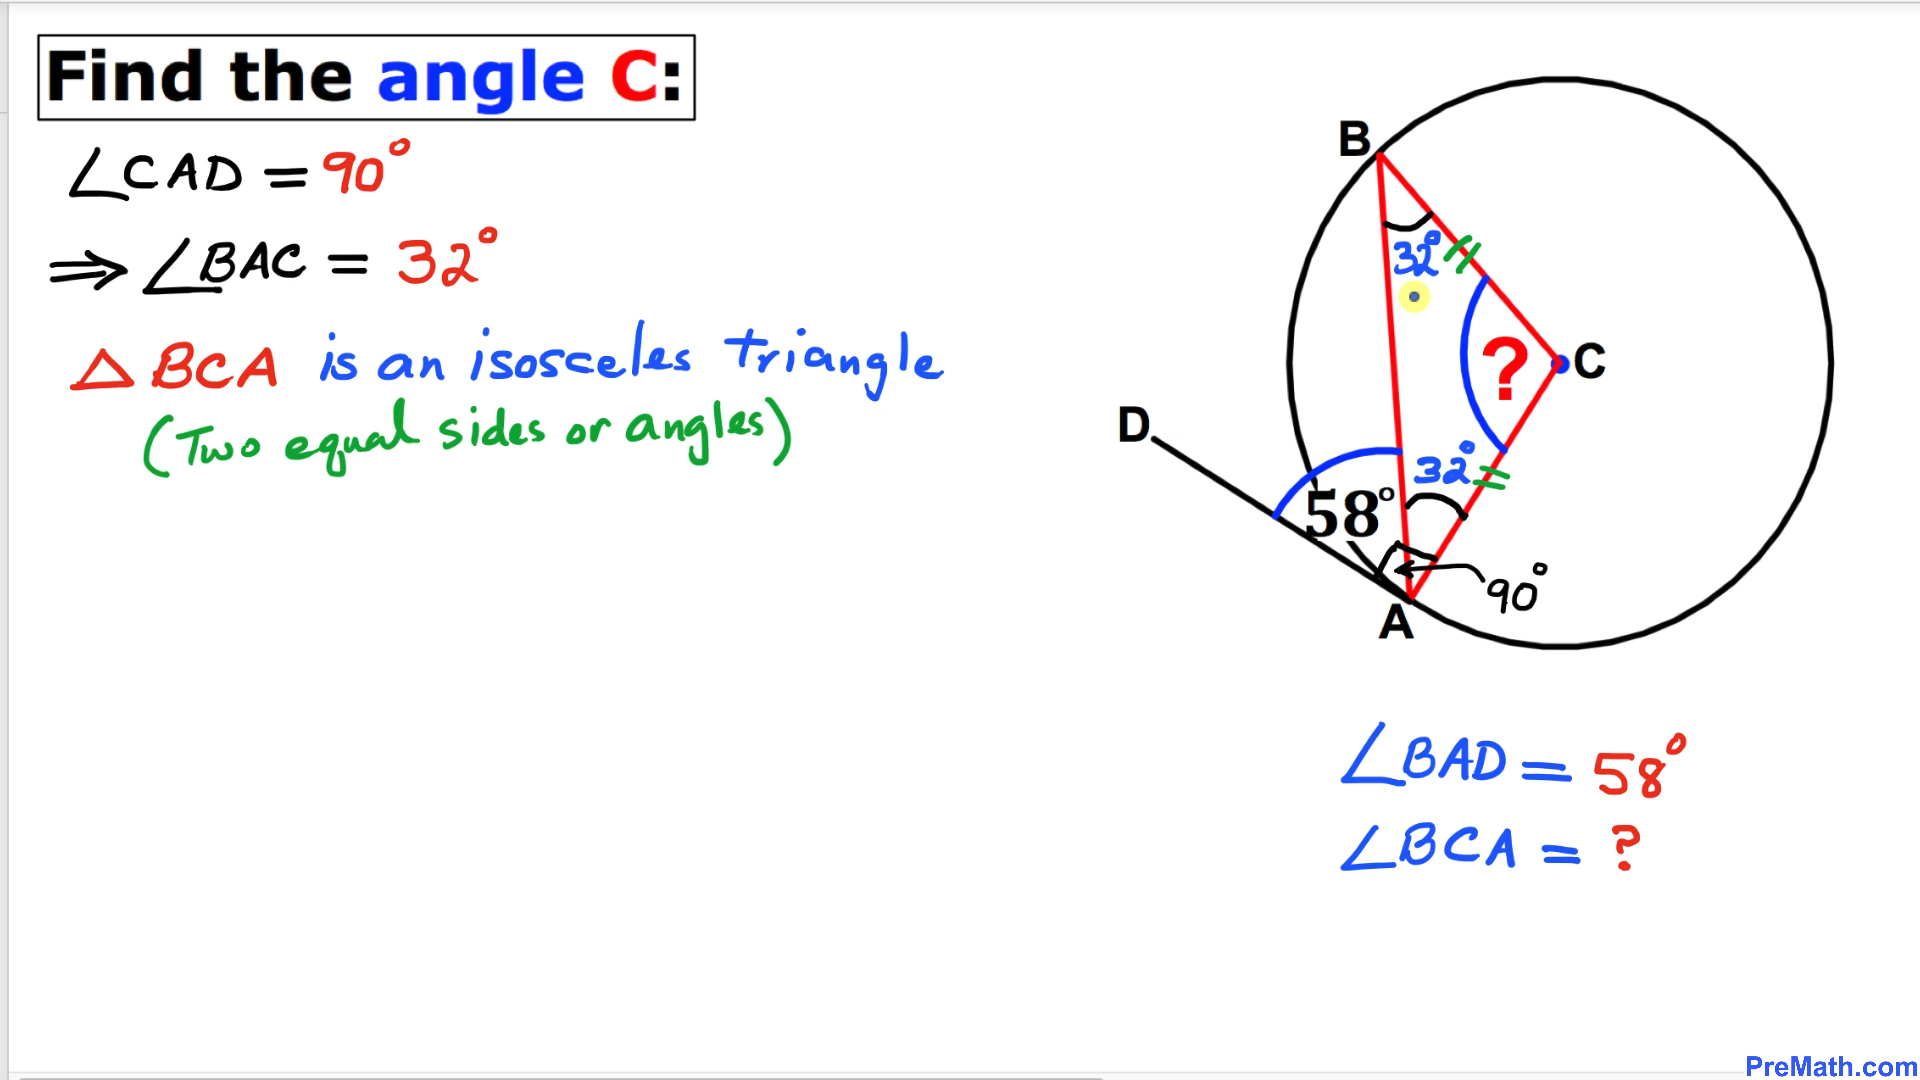 Find the angle C:
∠CAD = 90°
⇒ ∠BAC = 32°
△ BCA is an isosceles triangle
(Two equal sides or angles)
B
32°
?
C
D
32°
58°
90°
A
∠BAD = 58°
∠BCA = ?
PreMath.com